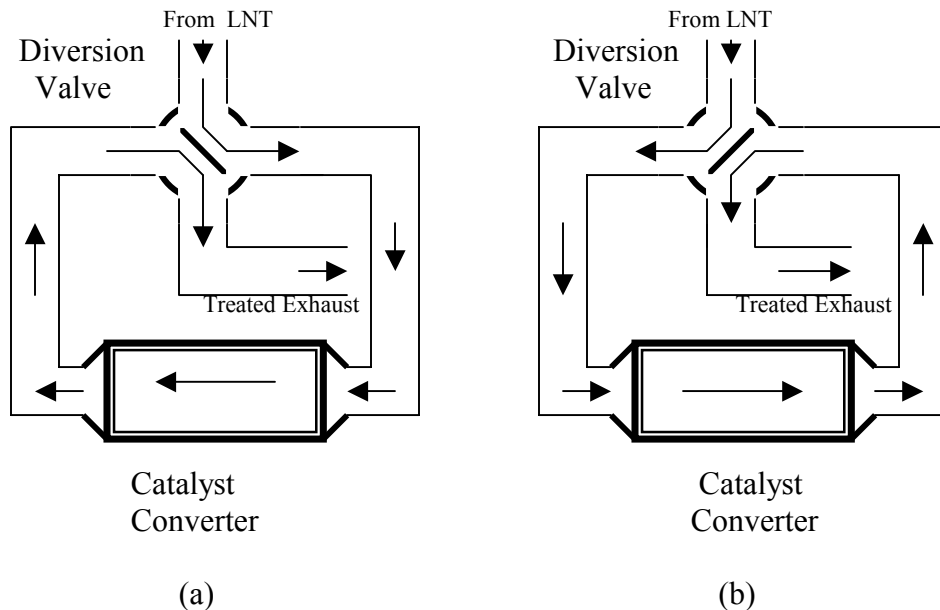 From LNT
Diversion
Valve
Treated Exhaust
Catalyst
Converter
(a)
From LNT
Diversion
Valve
Treated Exhaust
Catalyst
Converter
(b)